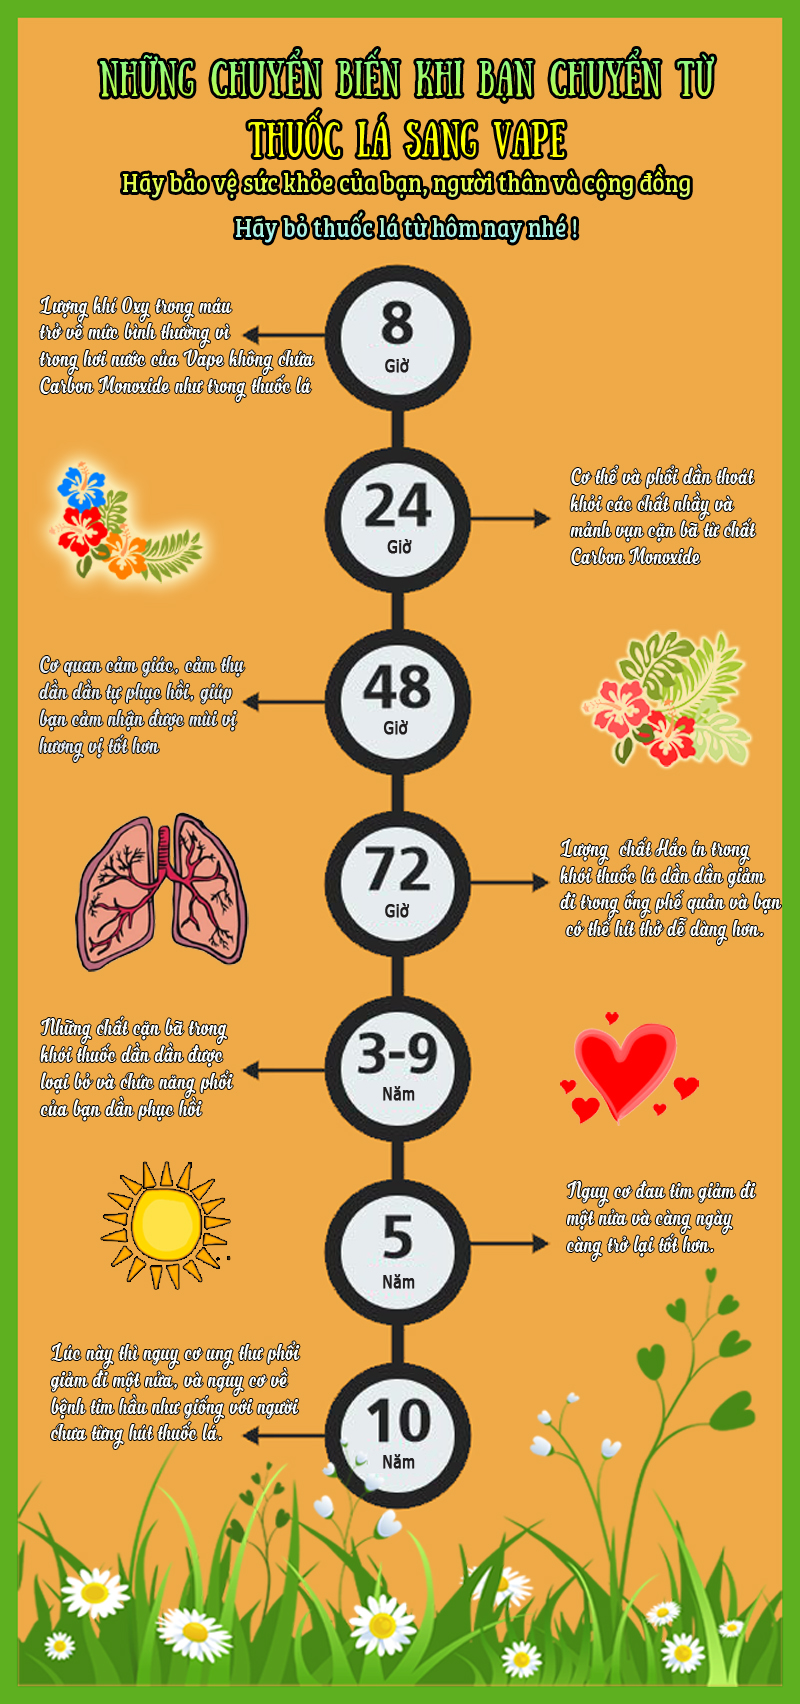 NHỮNG CHUYỂN BIẾN KHI BẠN CHUYỂN TỪ
THUỐC LÁ SANG VAPE
Hãy bảo vệ sức khỏe của bạn, người thân và cộng đồng
Hãy bỏ thuốc lá từ hôm nay nhé !
8
Giờ
Lượng khí Oxy trong máu
trở về mức bình thường vì
trong hơi nước của Vape không chứa
Carbon Monoxide như trong thuốc lá
24
Giờ
Cơ thể và phổi dần thoát
khỏi các chất nhầy và
mảnh vụn cặn bã từ chất
Carbon Monoxide
48
Giờ
Cơ quan cảm giác, cảm thụ
dần dần tự phục hồi, giúp
bạn cảm nhận được mùi vị
hương vị tốt hơn
72
Giờ
Lượng chất Hắc ín trong
khói thuốc lá dần dần giảm
đi trong ống phế quản và bạn
có thể hít thở dễ dàng hơn.
3-9
Năm
Những chất cặn bã trong
khói thuốc dần dần được
loại bỏ và chức năng phổi
của bạn dần phục hồi
5
Năm
Nguy cơ đau tim giảm đi
một nửa và càng ngày
càng trở lại tốt hơn.
10
Năm
Lúc này thì nguy cơ ung thư phổi
giảm đi một nửa, và nguy cơ về
bệnh tim hầu như giống với người
chưa từng hút thuốc lá.